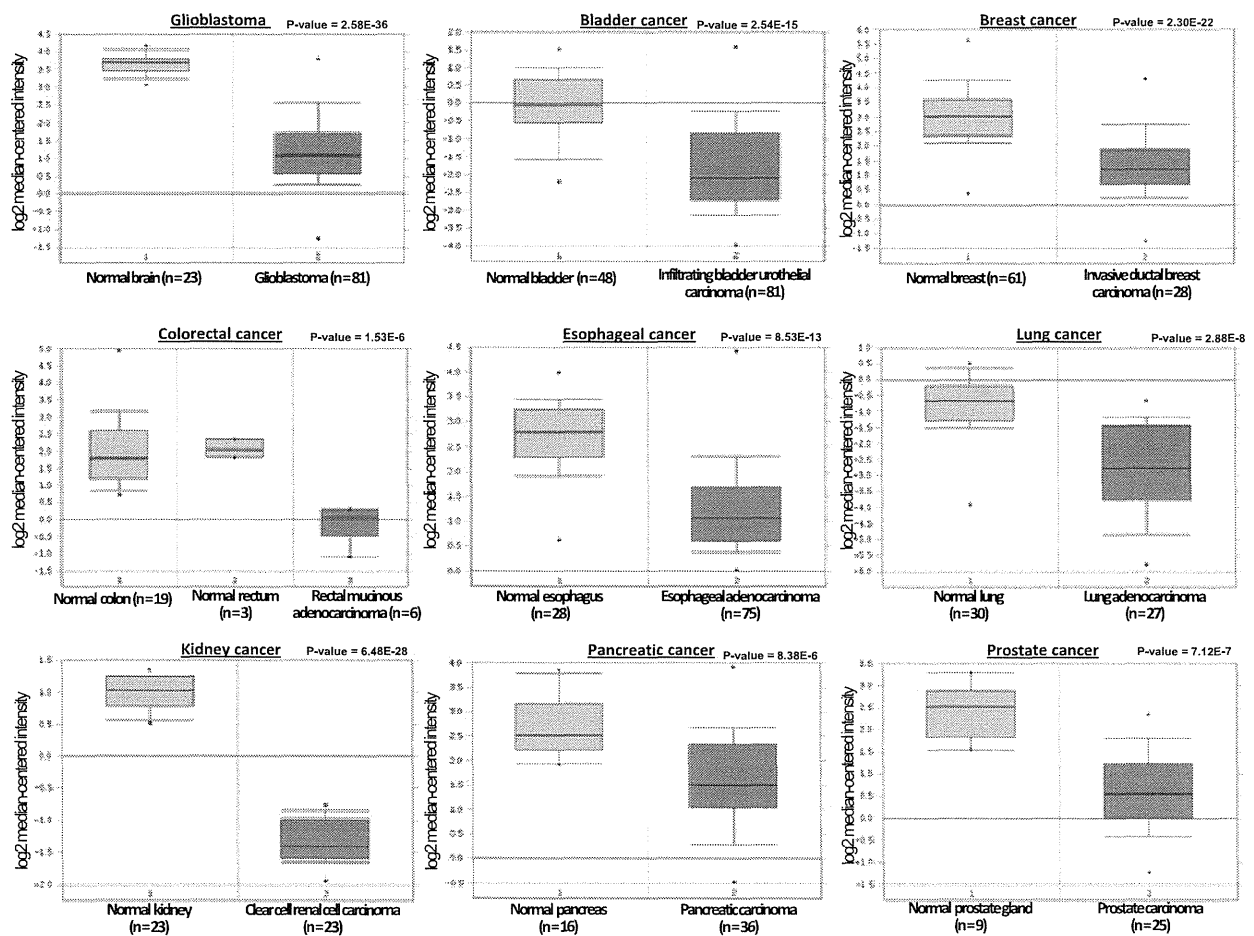 Glioblastoma P-value = 2.58E-36
Bladder cancer P-value = 2.54E-15
Breast cancer P-value = 2.30E-22
log2 median-centered intensity
log2 median-centered intensity
log2 median-centered intensity
Normal brain (n=23) Glioblastoma (n=81)
Normal bladder (n=48) Infiltrating bladder urothelial
carcinoma (n=81)
Normal breast (n=61) Invasive ductal breast
carcinoma (n=28)
Colorectal cancer P-value = 1.53E-6
Esophageal cancer P-value = 8.53E-13
Lung cancer P-value = 2.88E-8
log2 median-centered intensity
log2 median-centered intensity
log2 median-centered intensity
Normal colon (n=19) Normal rectum
(n=3) Rectal mucinous
adenocarcinoma (n=6)
Normal esophagus
(n=28) Esophageal adenocarcinoma
(n=75)
Normal lung
(n=30) Lung adenocarcinoma
(n=27)
Kidney cancer P-value = 6.48E-28
Pancreatic cancer P-value = 8.38E-6
Prostate cancer P-value = 7.12E-7
log2 median-centered intensity
log2 median-centered intensity
log2 median-centered intensity
Normal kidney
(n=23) Clear cell renal cell carcinoma
(n=23)
Normal pancreas
(n=16) Pancreatic carcinoma
(n=36)
Normal prostate gland
(n=9) Prostate carcinoma
(n=25)